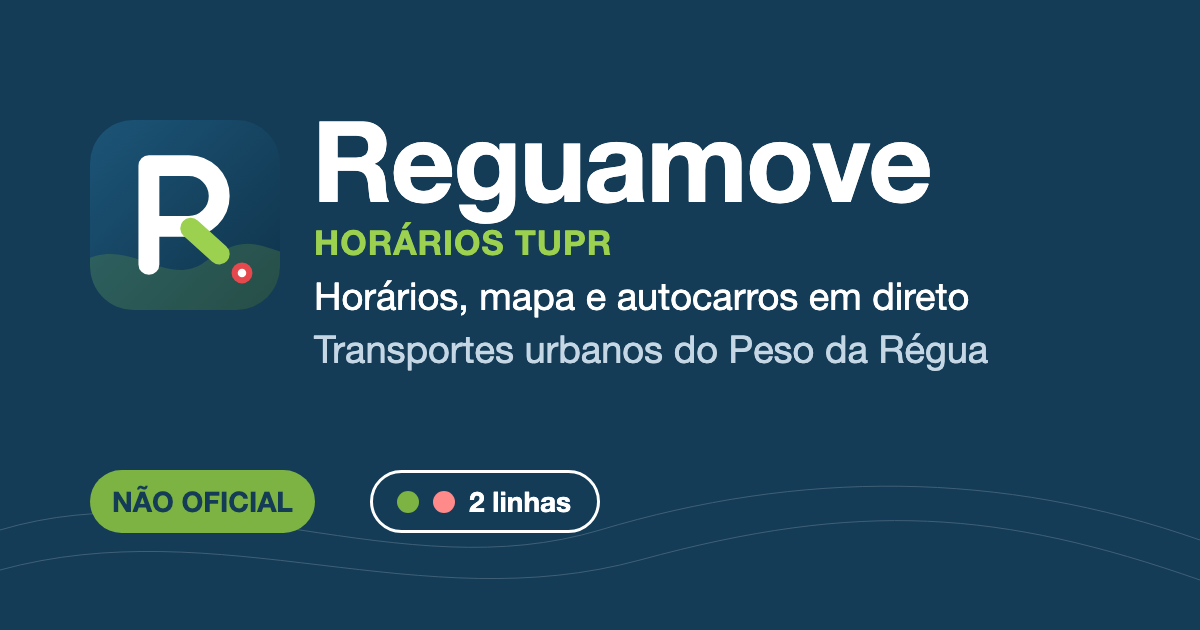 R
Reguamove
HORÁRIOS TUPR
Horários, mapa e autocarros em direto
Transportes urbanos do Peso da Régua
NÃO OFICIAL
2 linhas